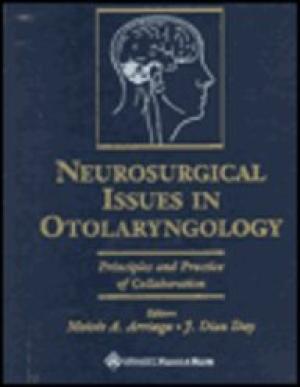 NEUROSURGICAL
ISSUES IN
OTOLARYNGOLOGY
Principles and Practice
of Collaboration
Editors
Moisés A. Arriaga • J. Diaz Day